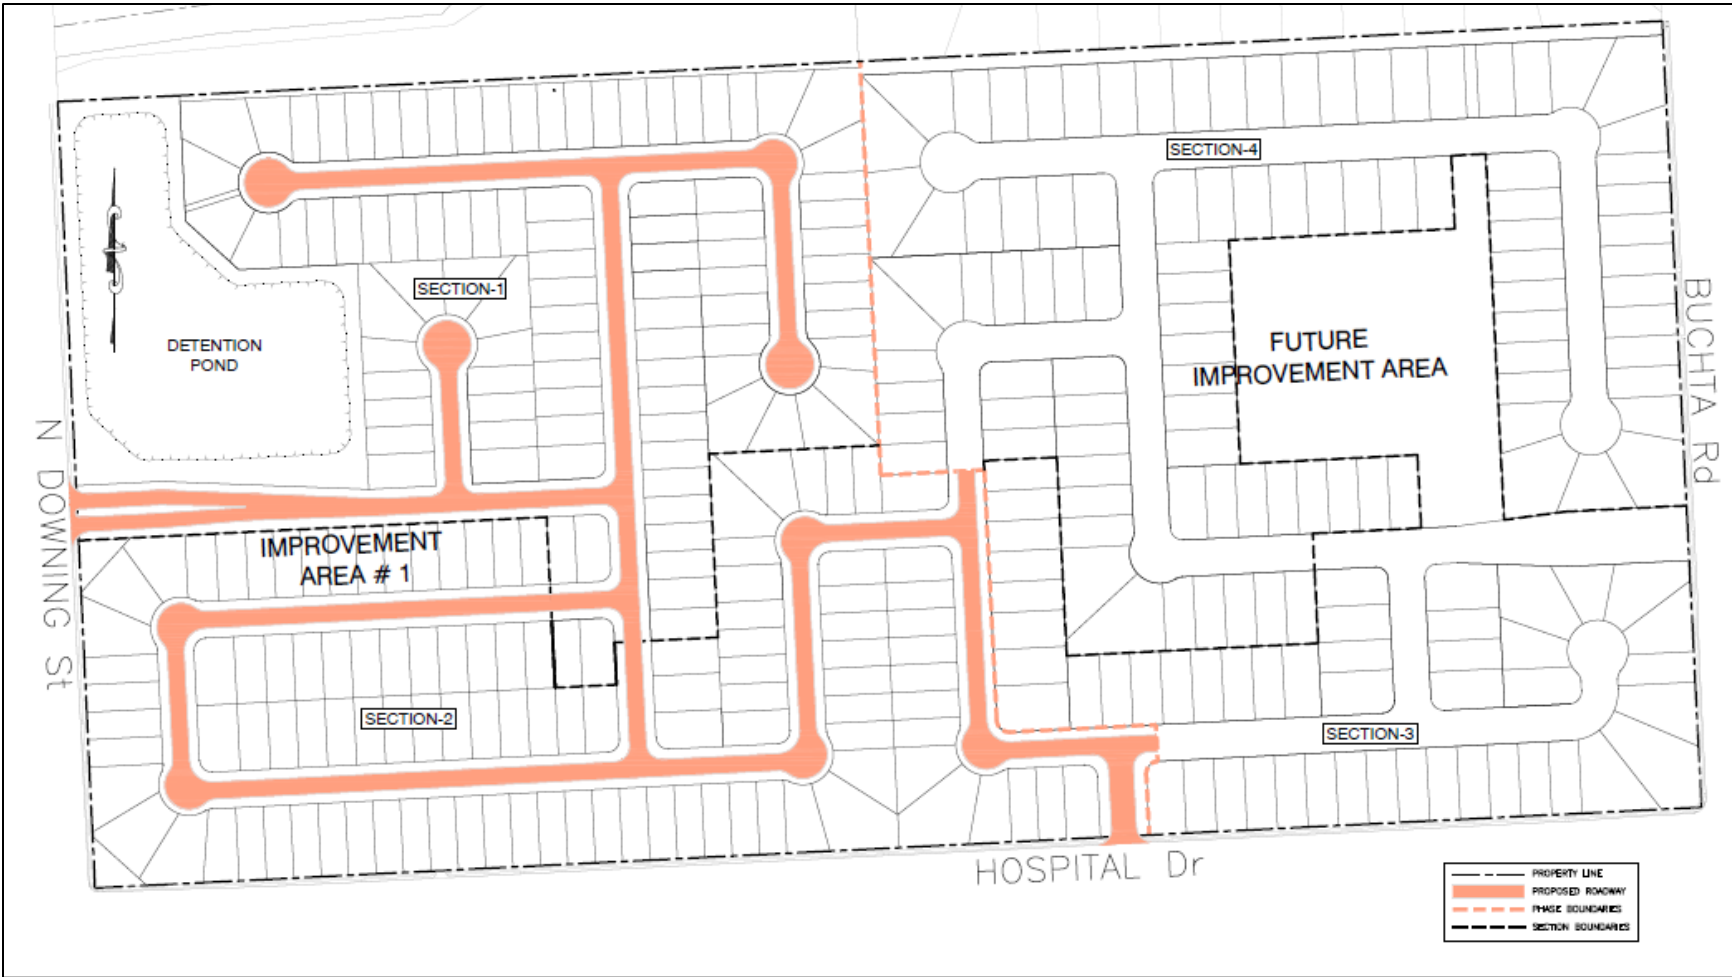 SECTION-4
SECTION-1
DETENTION
POND
FUTURE
IMPROVEMENT AREA
BUCHTA Rd
N DOWNING St
IMPROVEMENT
AREA # 1
SECTION-2
SECTION-3
HOSPITAL Dr
PROPERTY LINE
PROPOSED ROADWAY
PHASE BOUNDARIES
SECTION BOUNDARIES